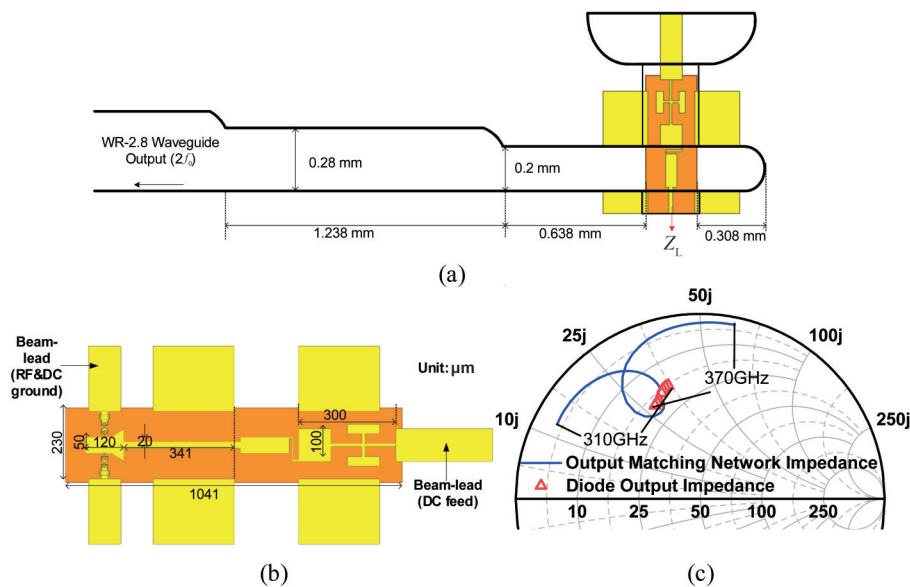 WR-2.8 Waveguide
Output (2f₀)
0.28 mm
0.2 mm
1.238 mm
0.638 mm
0.308 mm
Z_L
(a)
Beam-
lead
(RF&DC
ground)
Unit: μm
230
50
120
20
341
300
100
1041
Beam-lead
(DC feed)
(b)
50j
25j
100j
10j
250j
370GHz
310GHz
Output Matching Network Impedance
Diode Output Impedance
10
25
50
100
250
(c)